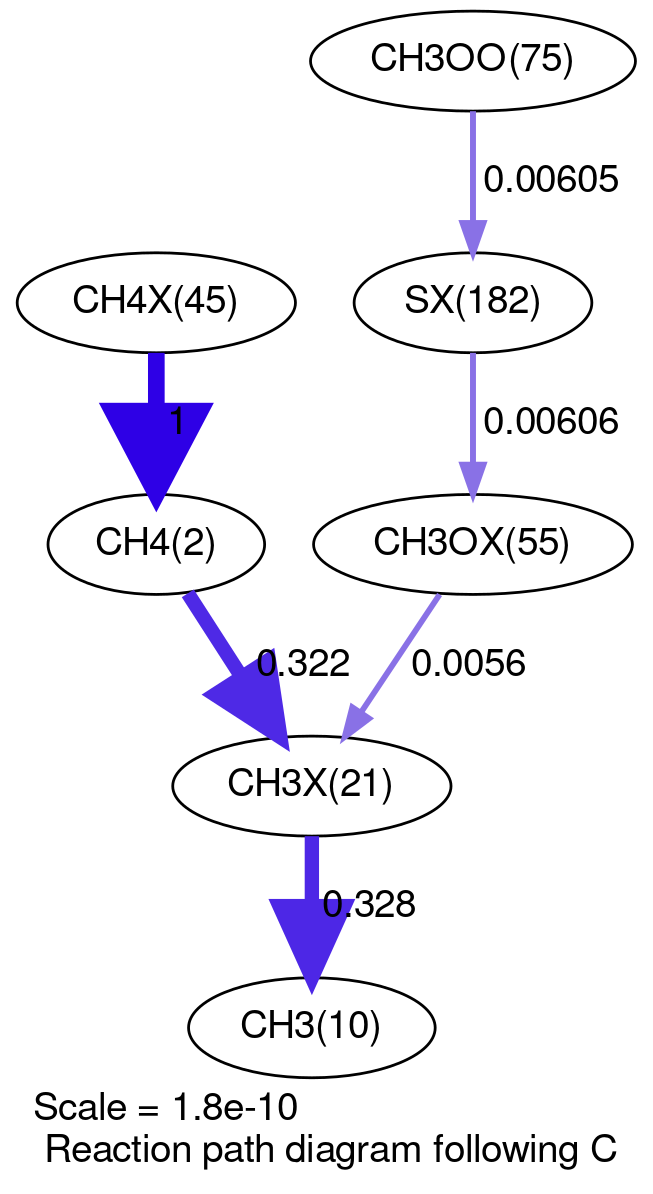 CH3OO(75)
0.00605
CH4X(45)
SX(182)
1
0.00606
CH4(2)
CH3OX(55)
0.322
0.0056
CH3X(21)
0.328
CH3(10)
Scale = 1.8e-10
Reaction path diagram following C